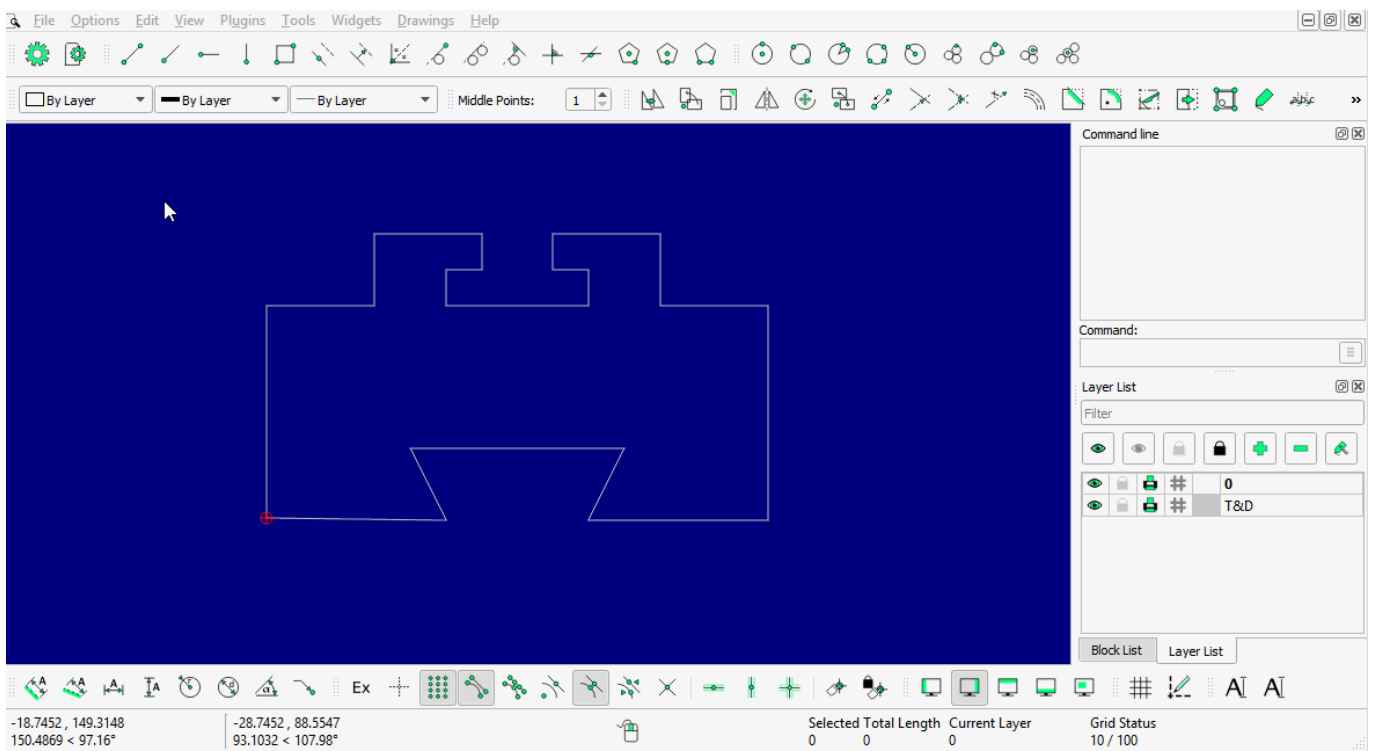 File Options Edit View Plugins Tools Widgets Drawings Help
By Layer By Layer By Layer Middle Points: 1 »
Command line
Command:
Layer List
Filter
0
T&D
Block List Layer List
Ex AI AI
-18.7452 , 149.3148 -28.7452 , 88.5547 Selected Total Length Current Layer Grid Status
150.4869 < 97.16° 93.1032 < 107.98° 0 0 0 10 / 100